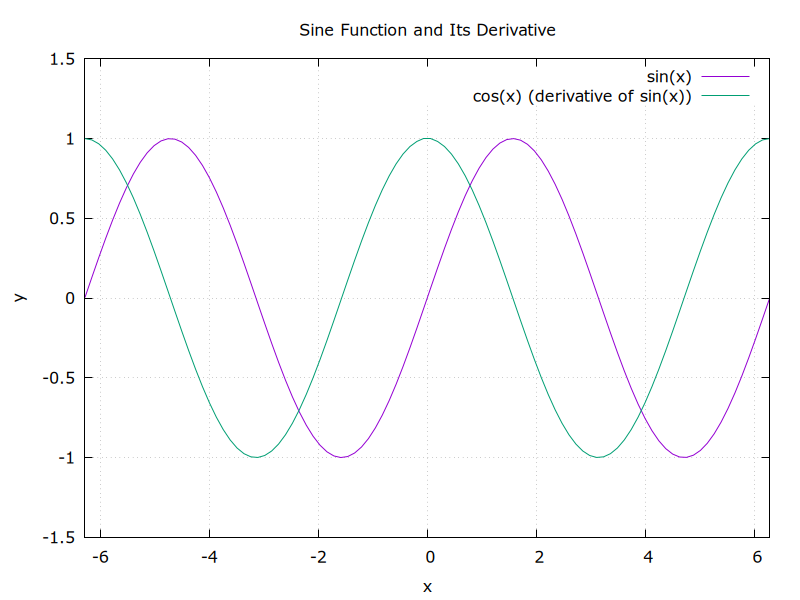 Sine Function and Its Derivative
sin(x)
cos(x) (derivative of sin(x))
1.5
1
0.5
0
-0.5
-1
-1.5
y
-6 -4 -2 0 2 4 6
x